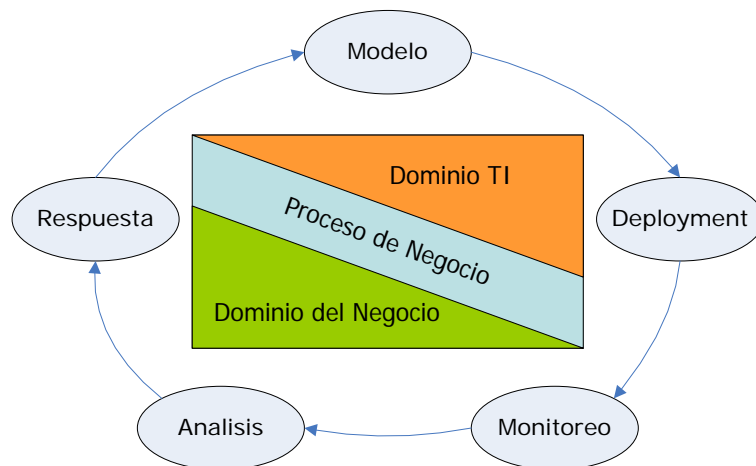 Modelo
Dominio TI
Respuesta
Proceso de Negocio
Deployment
Dominio del Negocio
Analisis
Monitoreo